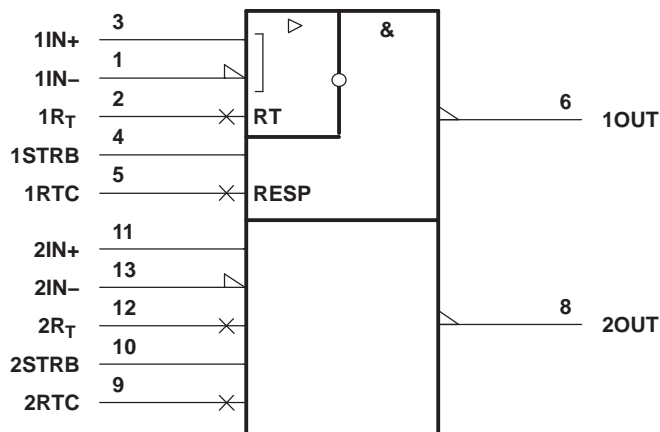 3
1IN+
&
1
1IN−
2
1RT
RT
6
1OUT
4
1STRB
5
1RTC
RESP
11
2IN+
13
2IN−
12
2RT
8
2OUT
10
2STRB
9
2RTC